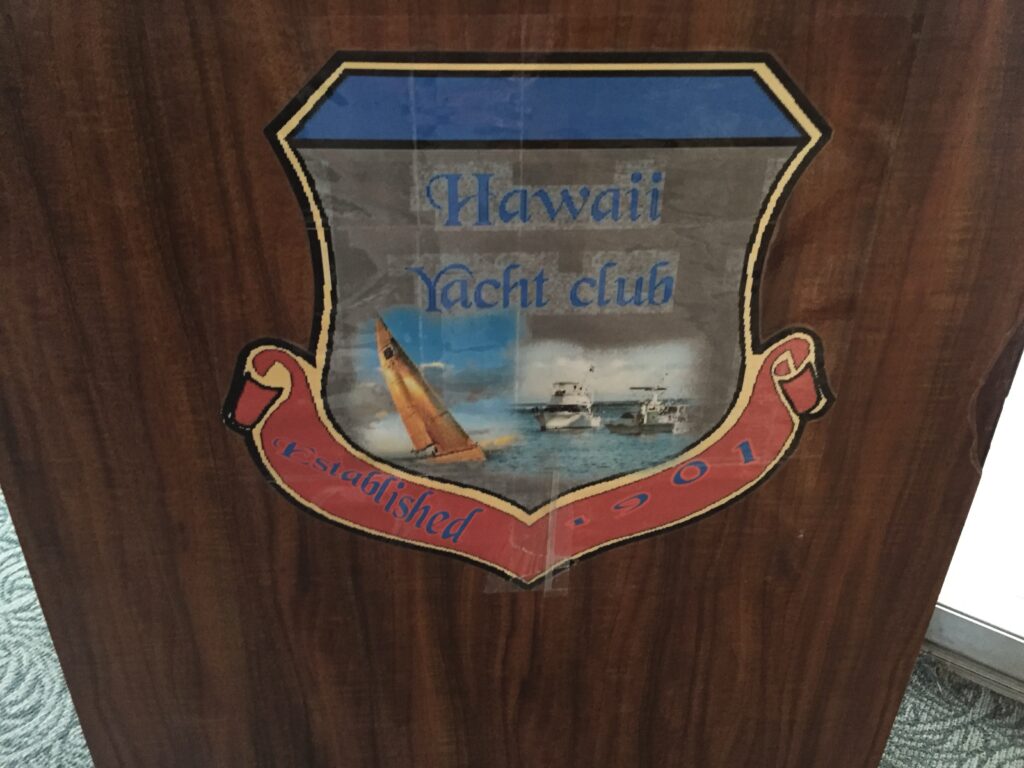 Hawaii
Yacht club
Established 1901